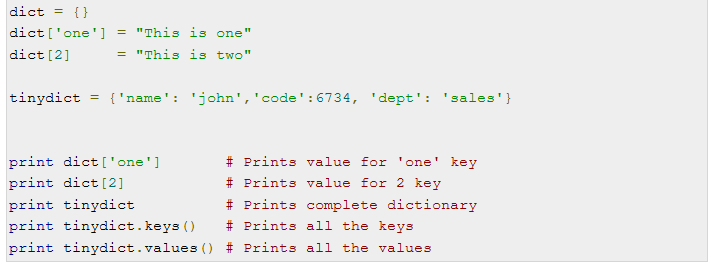 dict = {}
dict['one'] = "This is one"
dict[2]     = "This is two"
tinydict = {'name': 'john','code':6734, 'dept': 'sales'}
print dict['one']       # Prints value for 'one' key
print dict[2]           # Prints value for 2 key
print tinydict          # Prints complete dictionary
print tinydict.keys()   # Prints all the keys
print tinydict.values() # Prints all the values